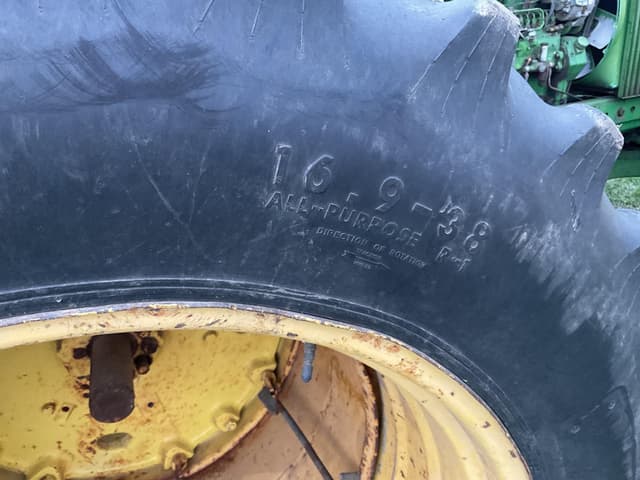 16.9-38
ALL-PURPOSE R-1
DIRECTION OF ROTATION